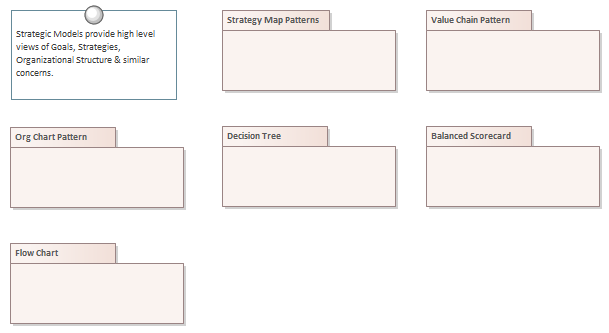 Strategic Models provide high level
views of Goals, Strategies,
Organizational Structure & similar
concerns.
Strategy Map Patterns
Value Chain Pattern
Org Chart Pattern
Decision Tree
Balanced Scorecard
Flow Chart